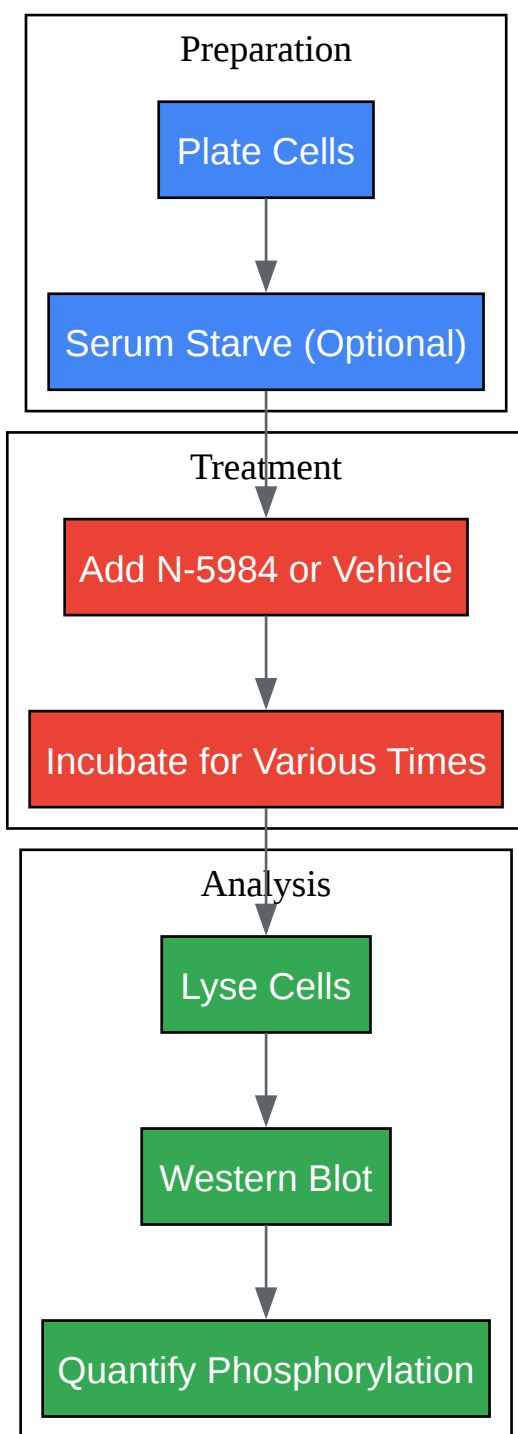 Preparation
Plate Cells
Serum Starve (Optional)
Treatment
Add N-5984 or Vehicle
Incubate for Various Times
Analysis
Lyse Cells
Western Blot
Quantify Phosphorylation